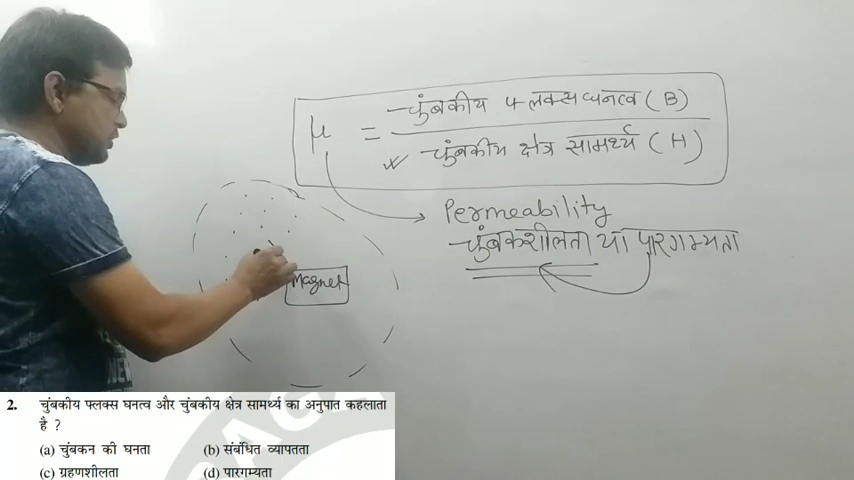 μ = चुंबकीय फ्लक्स घनत्व (B)
चुंबकीय क्षेत्र सामर्थ्य (H)
Permeability
चुंबकशीलता या पारगम्यता
Magnet
2. चुंबकीय फ्लक्स घनत्व और चुंबकीय क्षेत्र सामर्थ्य का अनुपात कहलाता
है ?
(a) चुंबकन की घनता (b) संबंधित व्यापतता
(c) ग्रहणशीलता (d) पारगम्यता